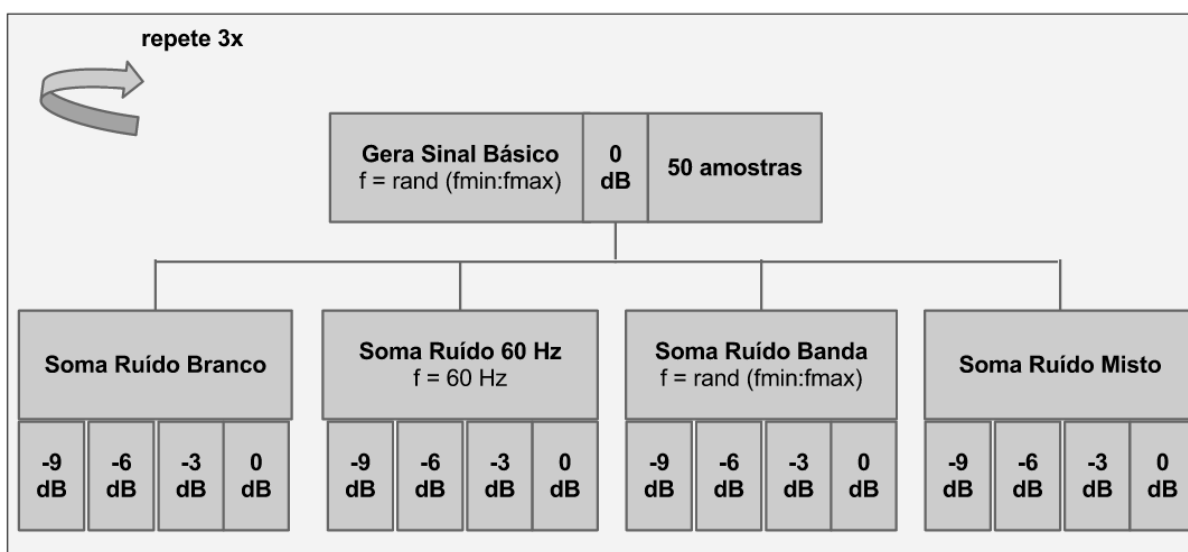 repete 3x
Gera Sinal Básico
f = rand (fmin:fmax)
0
dB
50 amostras
Soma Ruído Branco
-9
dB
-6
dB
-3
dB
0
dB
Soma Ruído 60 Hz
f = 60 Hz
-9
dB
-6
dB
-3
dB
0
dB
Soma Ruído Banda
f = rand (fmin:fmax)
-9
dB
-6
dB
-3
dB
0
dB
Soma Ruído Misto
-9
dB
-6
dB
-3
dB
0
dB